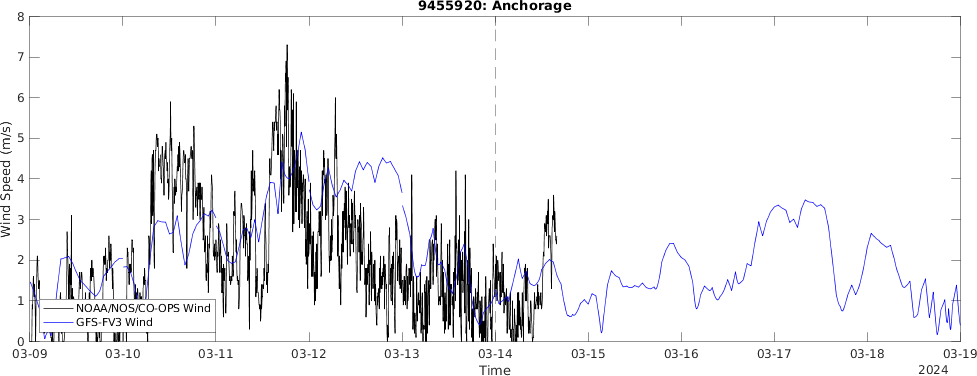 9455920: Anchorage
8
7
6
5
4
3
2
1
0
Wind Speed (m/s)
NOAA/NOS/CO-OPS Wind
GFS-FV3 Wind
03-09 03-10 03-11 03-12 03-13 03-14 03-15 03-16 03-17 03-18 03-19
Time
2024